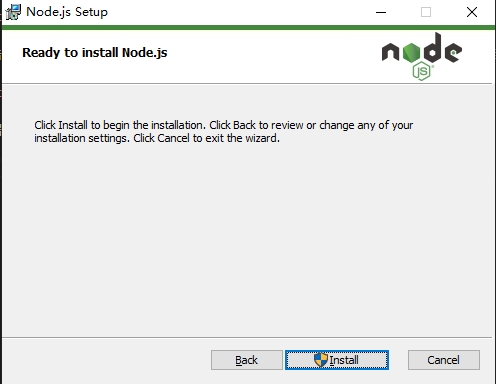 Node.js Setup
Ready to install Node.js
node
JS
®
Click Install to begin the installation. Click Back to review or change any of your
installation settings. Click Cancel to exit the wizard.
Back
Install
Cancel